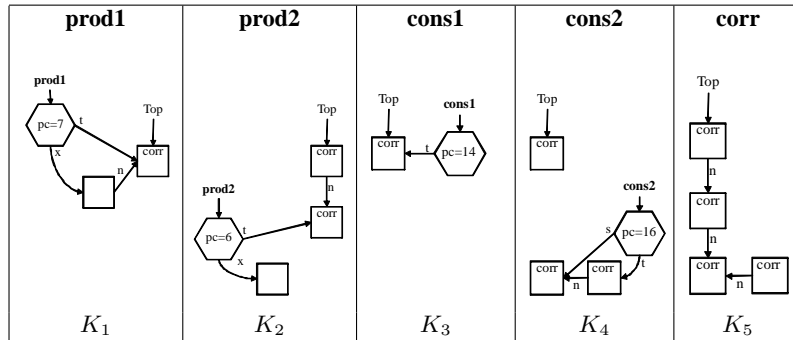 prod1 prod2 cons1 cons2 corr
prod1
Top
pc=7
t
corr
x
n
Top
corr
n
prod2
corr
pc=6
t
x
Top
cons1
corr
t
pc=14
Top
corr
cons2
s
pc=16
t
corr
n
corr
Top
corr
n
corr
n
corr
n
corr
K1 K2 K3 K4 K5